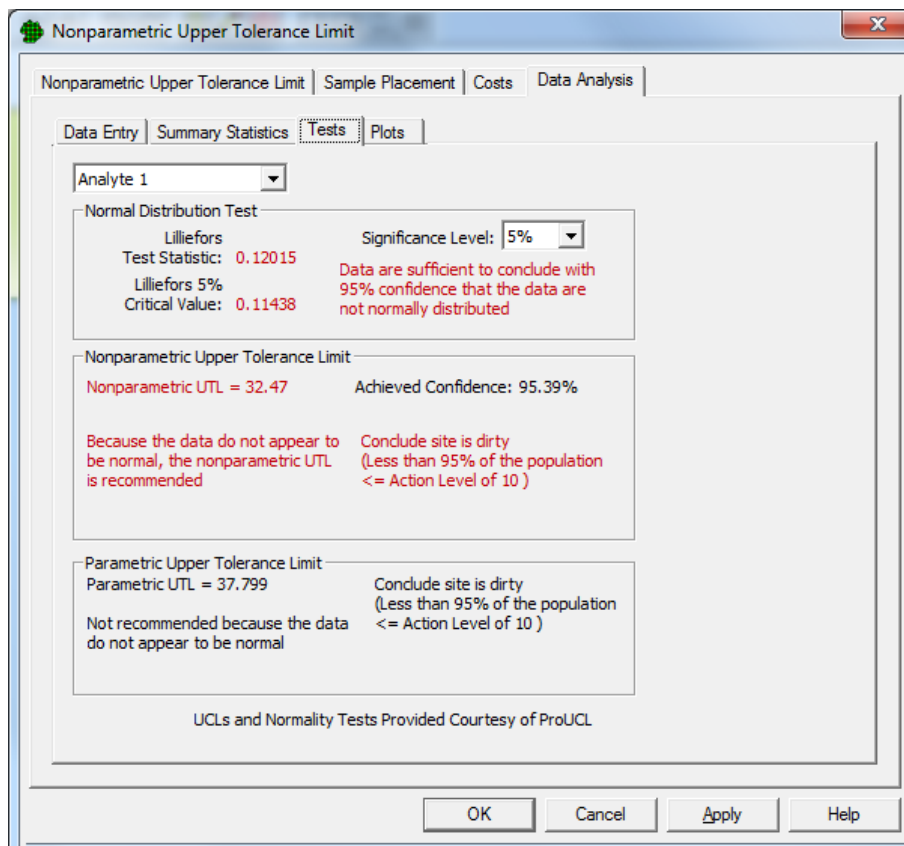 Nonparametric Upper Tolerance Limit
Nonparametric Upper Tolerance Limit Sample Placement Costs Data Analysis
Data Entry Summary Statistics Tests Plots
Analyte 1
Normal Distribution Test
Lilliefors
Test Statistic: 0.12015
Lilliefors 5%
Critical Value: 0.11438
Significance Level: 5%
Data are sufficient to conclude with
95% confidence that the data are
not normally distributed
Nonparametric Upper Tolerance Limit
Nonparametric UTL = 32.47
Achieved Confidence: 95.39%
Because the data do not appear to
be normal, the nonparametric UTL
is recommended
Conclude site is dirty
(Less than 95% of the population
<= Action Level of 10 )
Parametric Upper Tolerance Limit
Parametric UTL = 37.799
Not recommended because the data
do not appear to be normal
Conclude site is dirty
(Less than 95% of the population
<= Action Level of 10 )
UCLs and Normality Tests Provided Courtesy of ProUCL
OK Cancel Apply Help